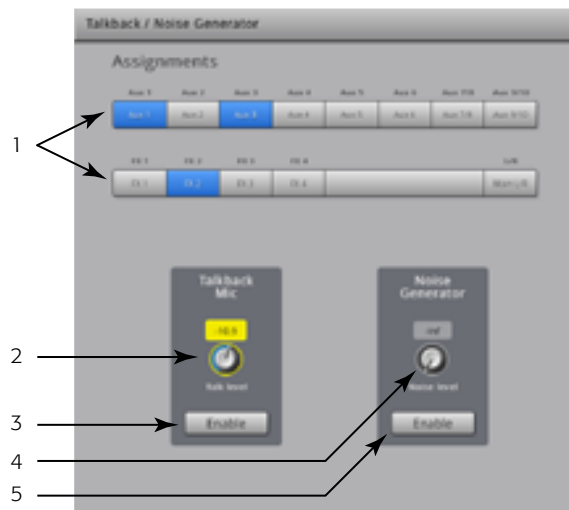 Talkback / Noise Generator
Assignments
Aux 1 Aux 2 Aux 3 Aux 4 Aux 5 Aux 6 Aux 7/8 Aux 9/10
Aux 1 Aux 2 Aux 3 Aux 4 Aux 5 Aux 6 Aux 7/8 Aux 9/10
1
FX 1 FX 2 FX 3 FX 4 L/R
FX 1 FX 2 FX 3 FX 4 Main L/R
Talkback Noise
Mic Generator
-inf
2
Talk level Noise level
3 Enable Enable
4
5